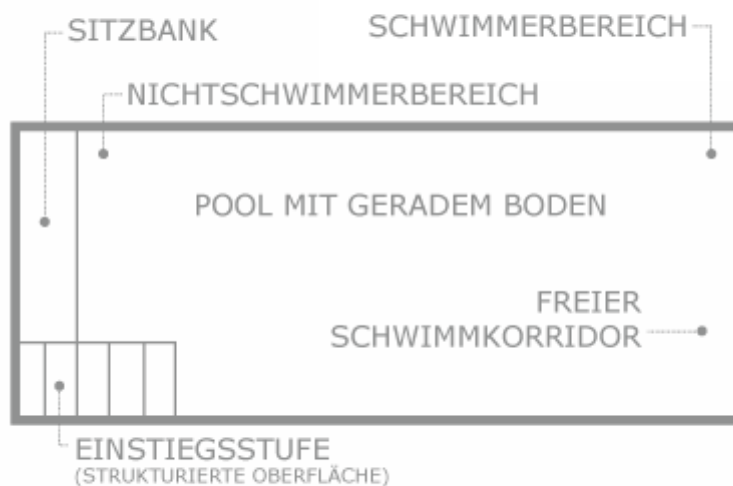 SITZBANK
SCHWIMMERBEREICH
NICHTSCHWIMMERBEREICH
POOL MIT GERADEM BODEN
FREIER
SCHWIMMKORRIDOR
EINSTIEGSSTUFE
(STRUKTURIERTE OBERFLÄCHE)